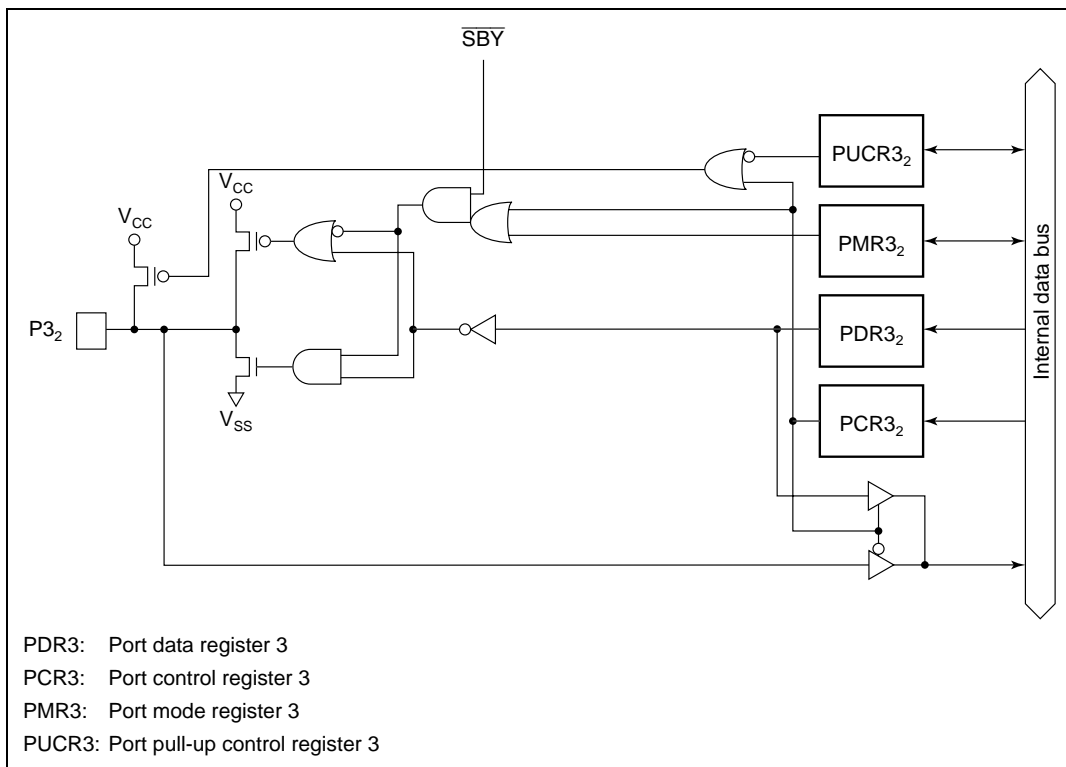 SBY
PUCR3₂
V_CC
V_CC
PMR3₂
P3₂
PDR3₂
Internal data bus
V_SS
PCR3₂
PDR3: Port data register 3
PCR3: Port control register 3
PMR3: Port mode register 3
PUCR3: Port pull-up control register 3